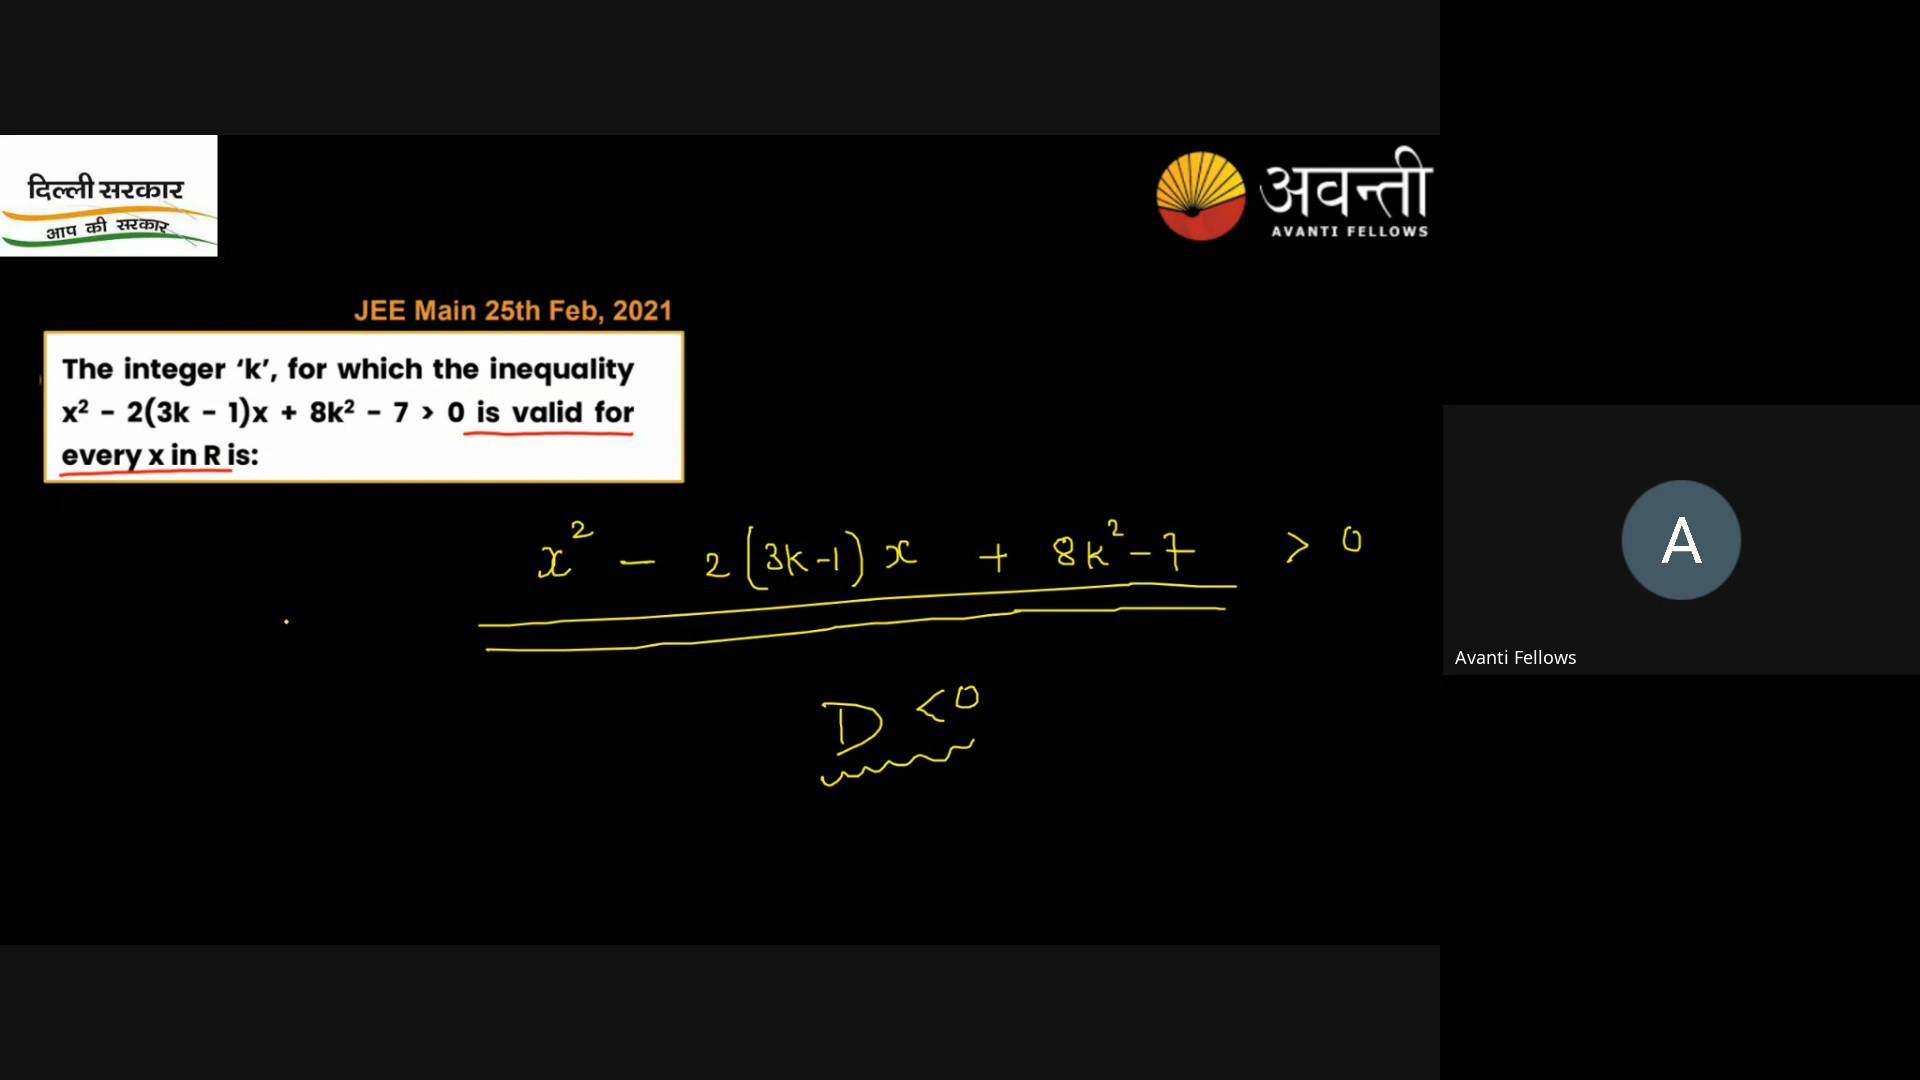 दिल्ली सरकार
आप की सरकार
अवन्ती
AVANTI FELLOWS
JEE Main 25th Feb, 2021
The integer ‘k’, for which the inequality
x² - 2(3k - 1)x + 8k² - 7 > 0 is valid for
every x in R is:
x² - 2(3k-1)x + 8k²-7 > 0
D <0
A
Avanti Fellows